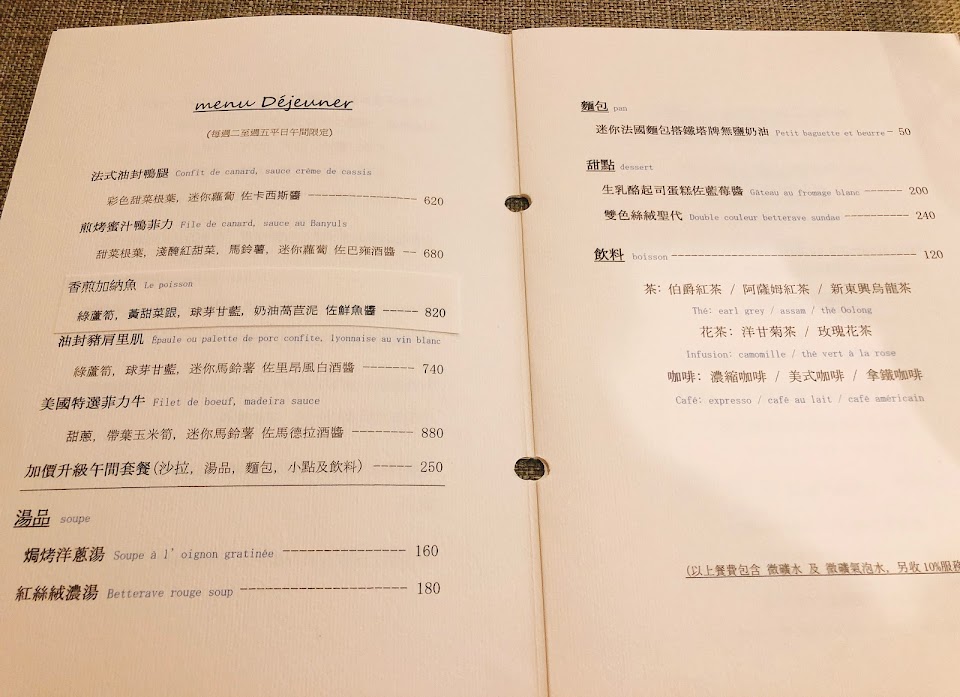 menu Déjeuner
(每週二至週五平日午間限定)
法式油封鴨腿 Confit de canard, sauce crème de cassis
彩色甜菜根葉, 迷你蘿蔔 佐卡西斯醬 ---------------- 620
煎烤蜜汁鴨菲力 File de canard, sauce au Banyuls
甜菜根葉, 淺醃紅甜菜, 馬鈴薯, 迷你蘿蔔 佐巴雍酒醬 -- 680
香煎加納魚 Le poisson
綠蘆筍, 黃甜菜跟, 球芽甘藍, 奶油萵苣泥 佐鮮魚醬 ----- 820
油封豬肩里肌 Épaule ou palette de porc confite, lyonnaise au vin blanc
綠蘆筍, 球芽甘藍, 迷你馬鈴薯 佐里昂風白酒醬 -------- 740
美國特選菲力牛 Filet de boeuf, madeira sauce
甜蔥, 帶葉玉米筍, 迷你馬鈴薯 佐馬德拉酒醬 -------- 880
加價升級午間套餐(沙拉, 湯品, 麵包, 小點及飲料) ----- 250
湯品 soupe
焗烤洋蔥湯 Soupe à l' oignon gratinée ---------------- 160
紅絲絨濃湯 Betterave rouge soup ---------------------- 180
麵包 pan
迷你法國麵包搭鐵塔牌無鹽奶油 Petit baguette et beurre- 50
甜點 dessert
生乳酪起司蛋糕佐藍莓醬 Gâteau au fromage blanc ------ 200
雙色絲絨聖代 Double couleur betterave sundae ---------- 240
飲料 boisson-------------------------------------- 120
茶: 伯爵紅茶 / 阿薩姆紅茶 / 新東興烏龍茶
Thé: earl grey / assam / thé Oolong
花茶: 洋甘菊茶 / 玫瑰花茶
Infusion: camomille / thé vert à la rose
咖啡: 濃縮咖啡 / 美式咖啡 / 拿鐵咖啡
Café: expresso / café au lait / café américain
(以上餐費包含 微礦水 及 微礦氣泡水, 另收 10%服務